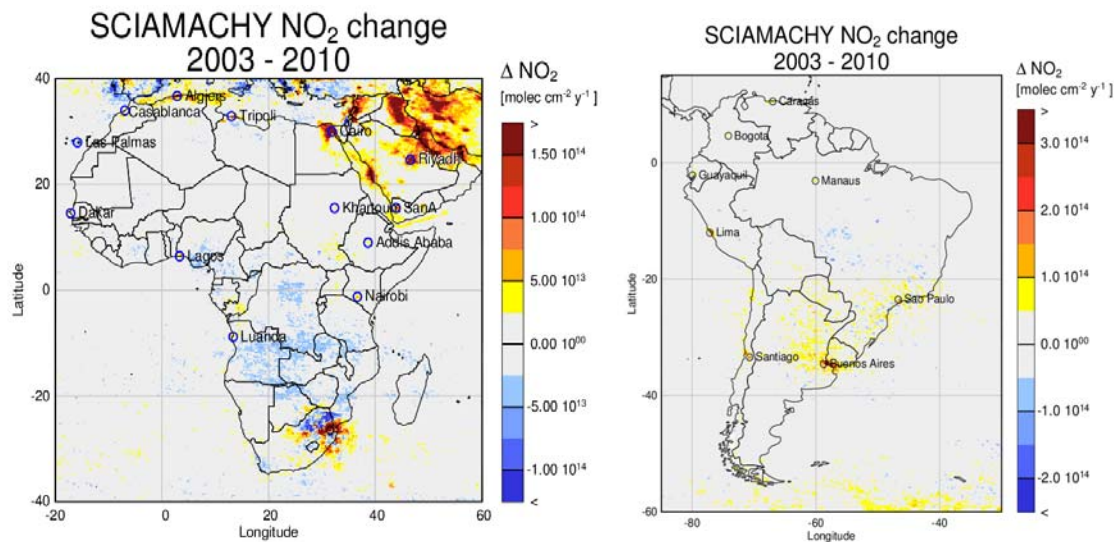 SCIAMACHY NO2 change
2003 - 2010
Δ NO2
[molec cm-2 y-1]
40
20
0
-20
-40
Latitude
-20
0
20
40
60
Longitude
Algiers
Casablanca
Tripoli
Las Palmas
Cairo
Riyadh
Dakar
Khartoum
SanA
Addis Ababa
Lagos
Nairobi
Luanda
>
1.50 10^14
1.00 10^14
5.00 10^13
0.00 10^00
-5.00 10^13
-1.00 10^14
<
SCIAMACHY NO2 change
2003 - 2010
Δ NO2
[molec cm-2 y-1]
0
-20
-40
-60
Latitude
-80
-60
-40
Longitude
Caracas
Bogota
Guayaquil
Manaus
Lima
Sao Paulo
Santiago
Buenos Aires
>
3.0 10^14
2.0 10^14
1.0 10^14
0.0 10^00
-1.0 10^14
-2.0 10^14
<